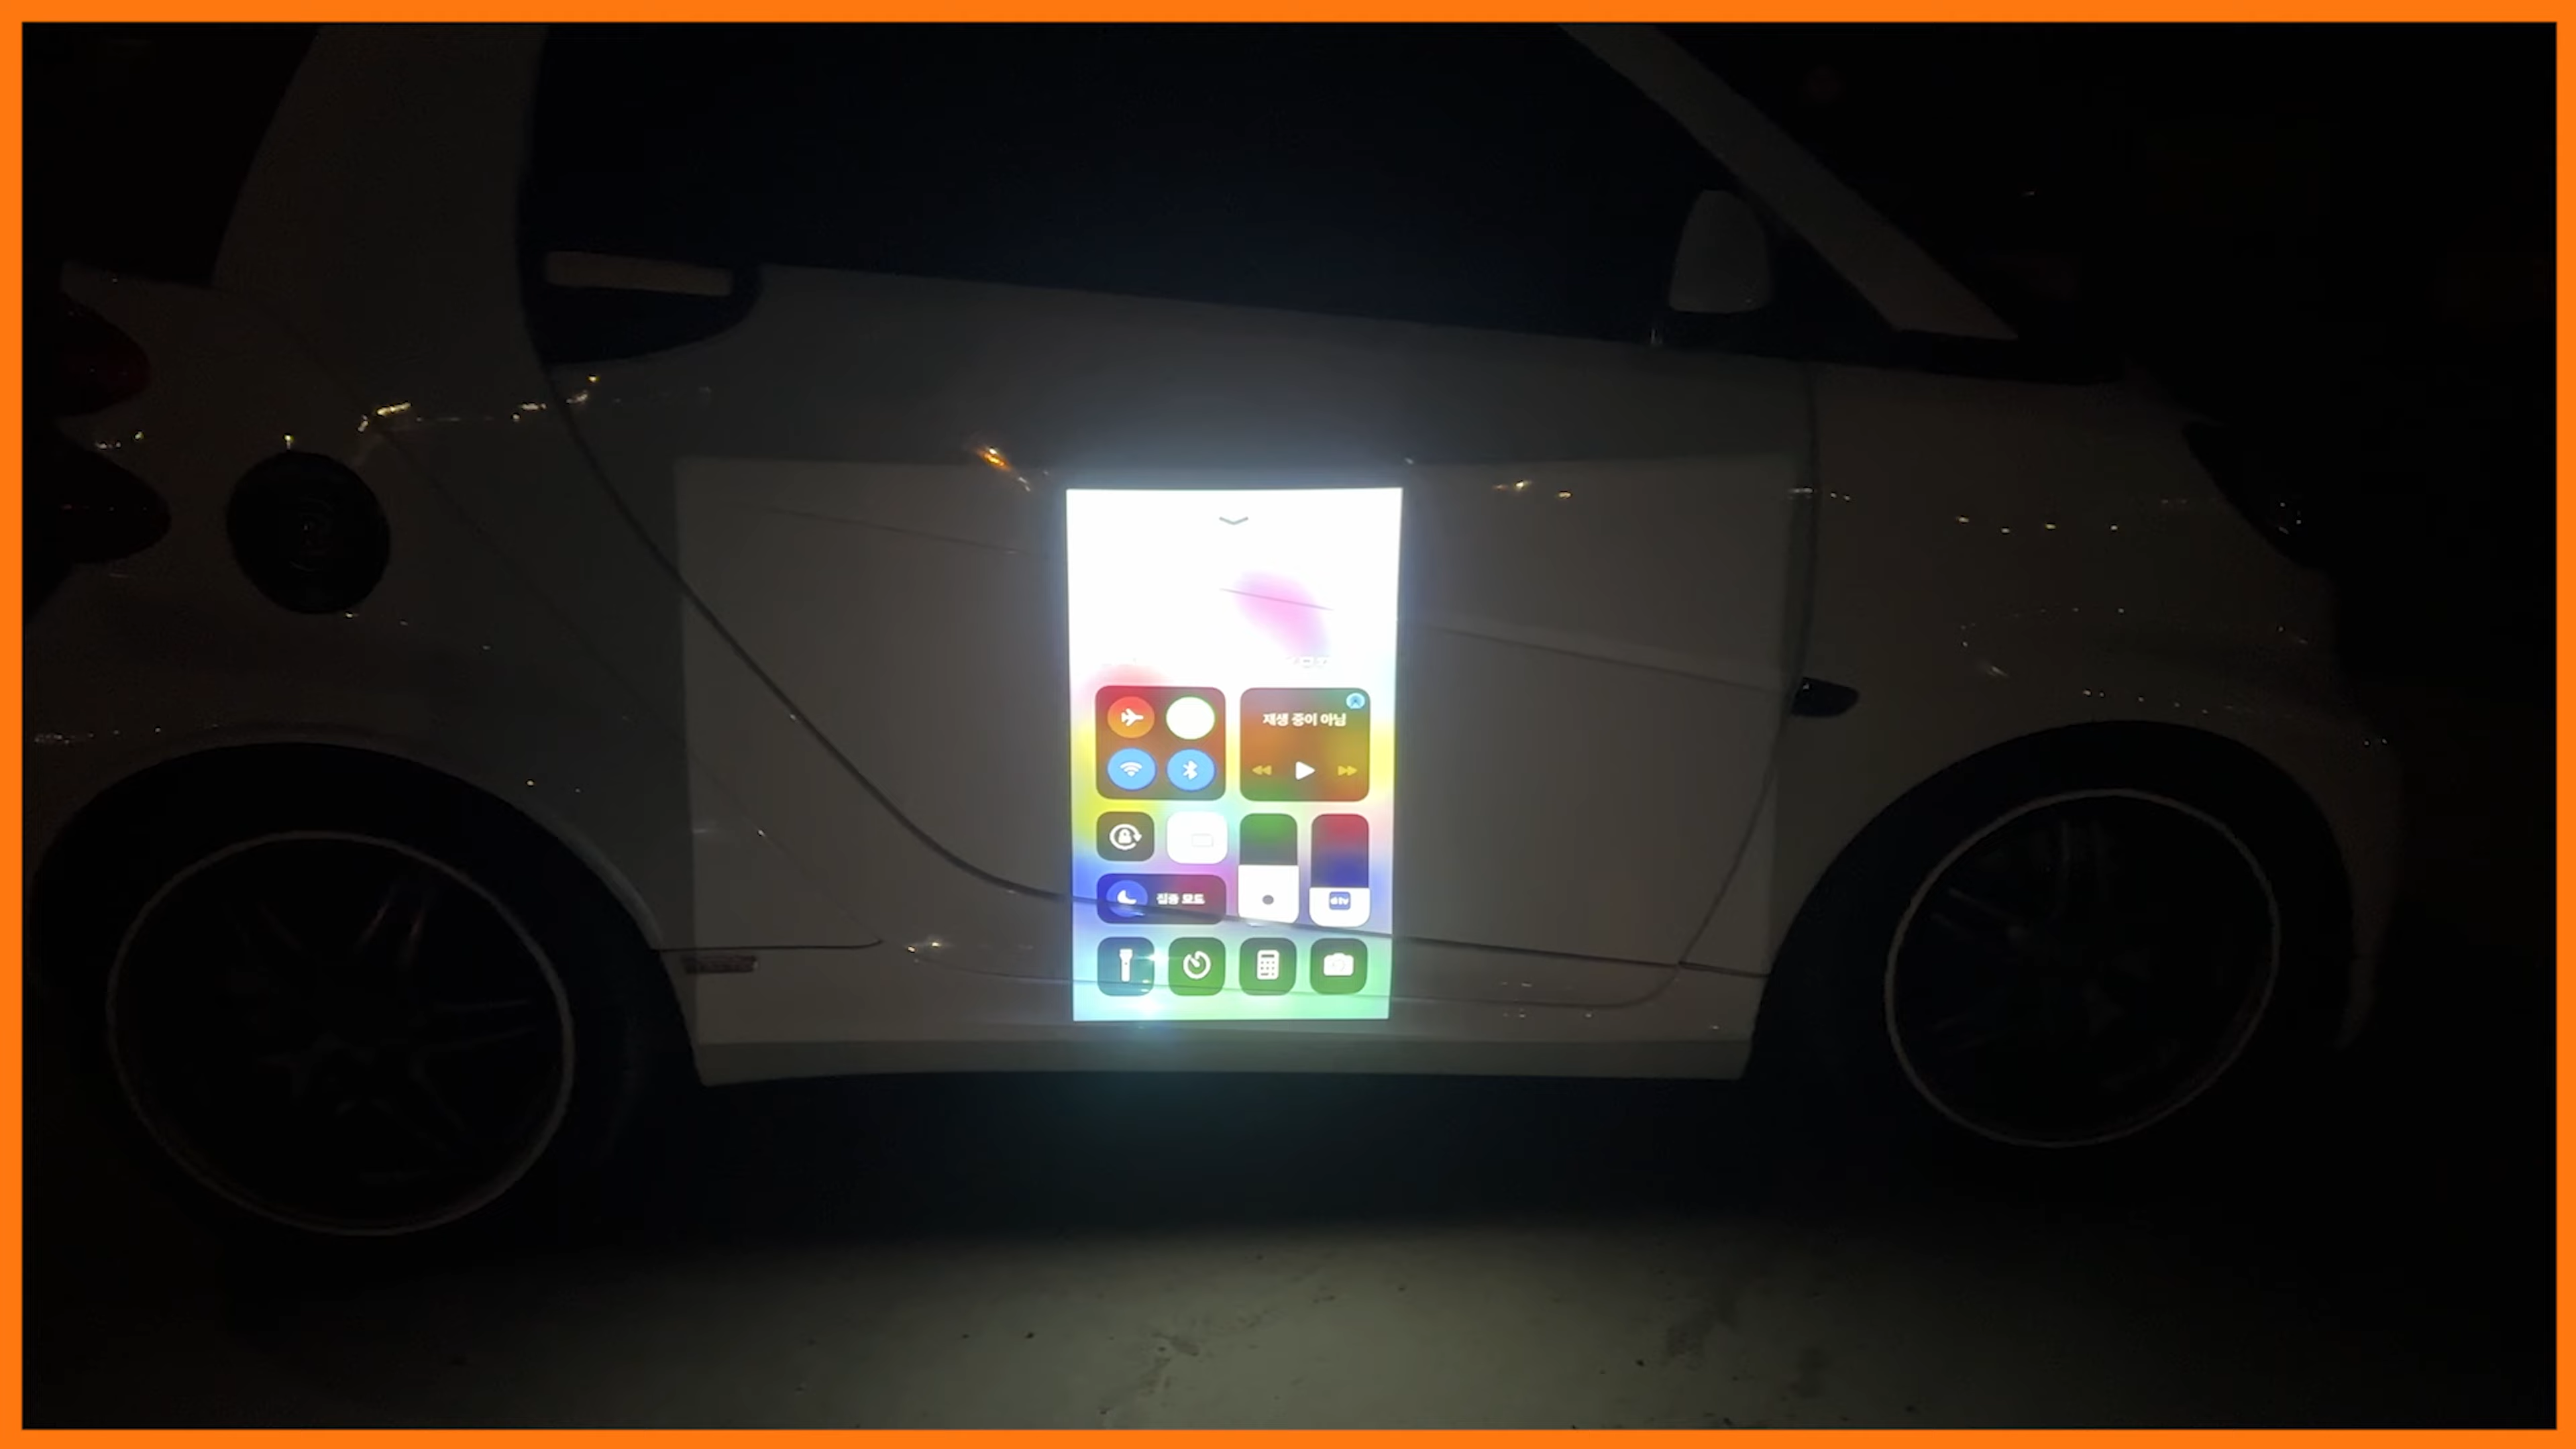 재생 중이 아님
집중 모드